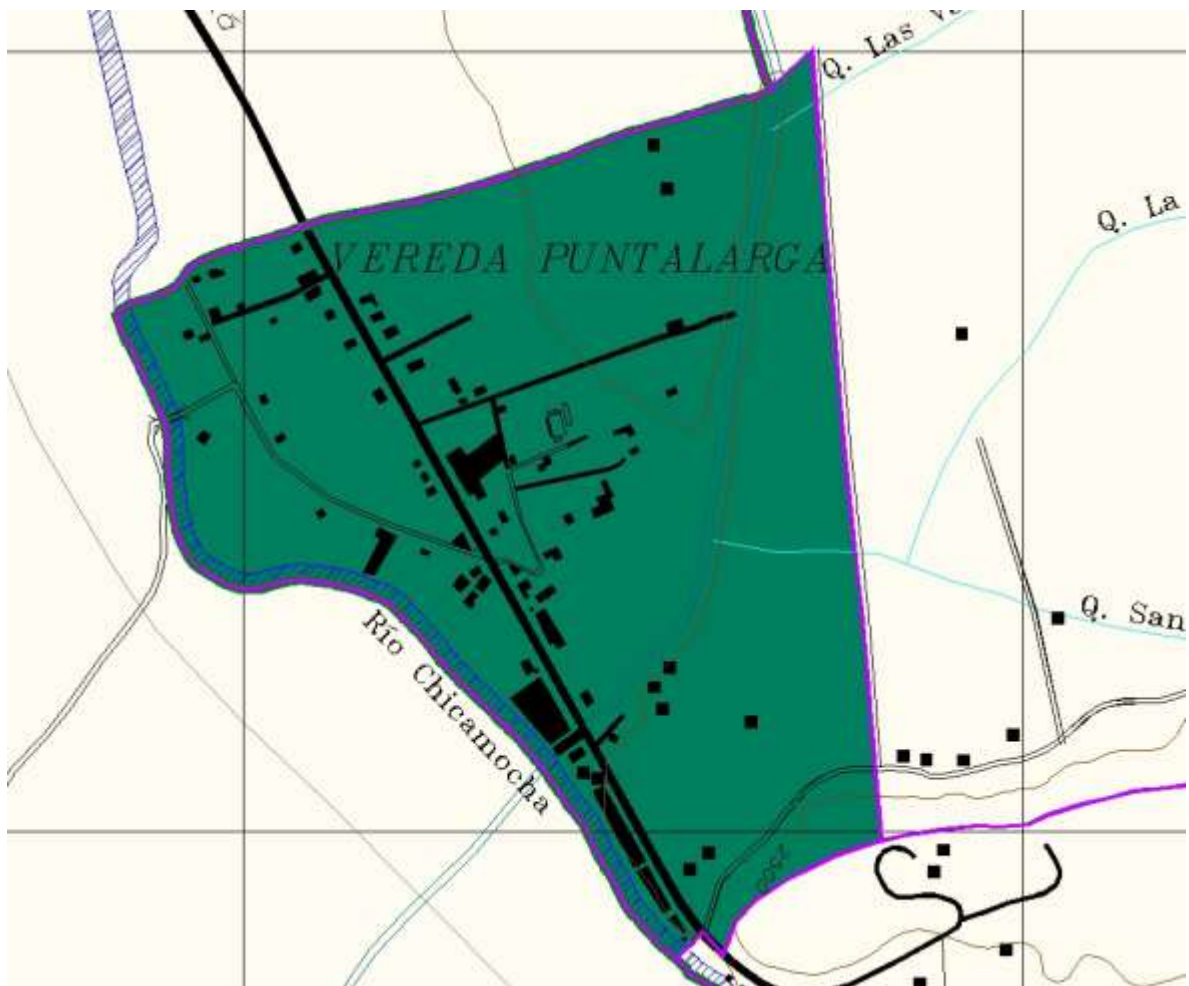 Q. Las
VEREDA PUNTALARGA
Q. La
Q. San
Río Chicamocha